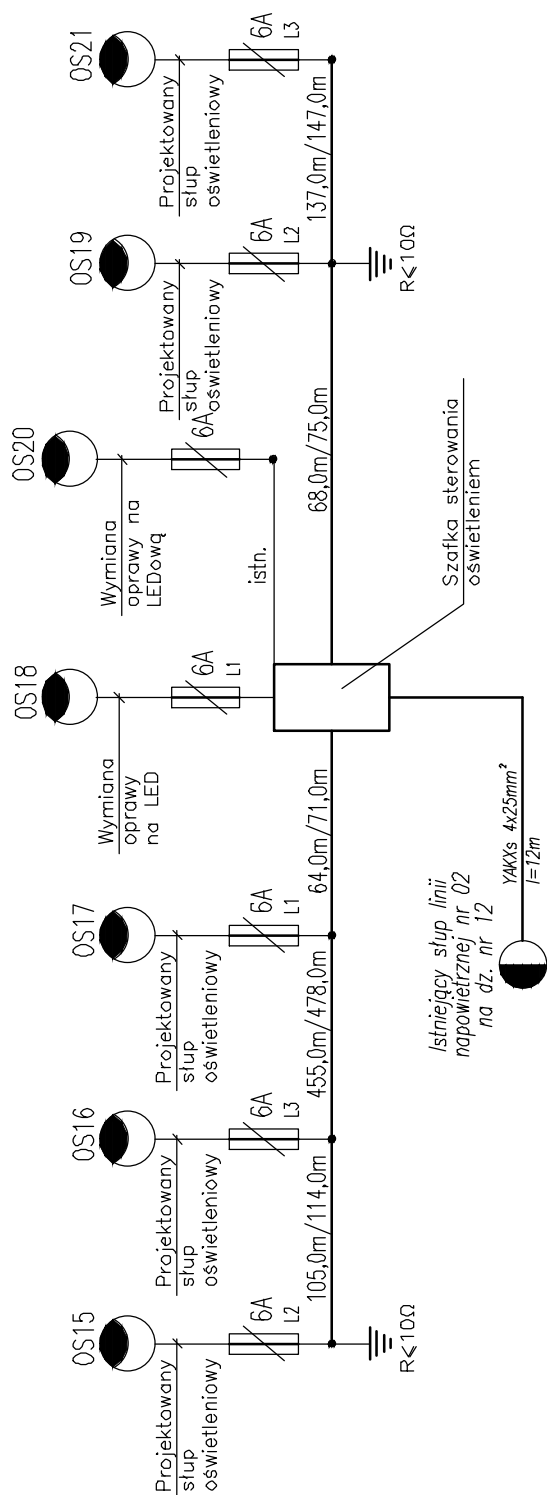 OS15
Projektowany
słup
oświetleniowy
6A
L2
R⩽10Ω
105,0m/114,0m
OS16
Projektowany
słup
oświetleniowy
6A
L3
455,0m/478,0m
OS17
Projektowany
słup
oświetleniowy
6A
L1
64,0m/71,0m
OS18
Wymiana
oprawy
na LED
6A
L1
Istniejący słup linii
napowietrznej nr 02
na dz. nr 12
YAKXs 4x25mm²
l=12m
Szafka sterowania
oświetleniem
OS20
Wymiana
oprawy na
LEDową
6A
istn.
68,0m/75,0m
OS19
Projektowany
słup
oświetleniowy
6A
L2
R⩽10Ω
137,0m/147,0m
OS21
Projektowany
słup
oświetleniowy
6A
L3